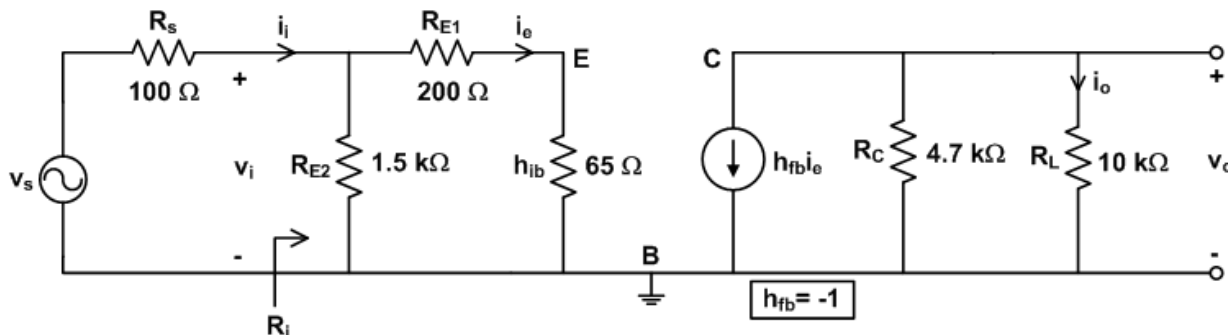 Rs
ii
RE1
ie
E
C
io
+
100 Ω
200 Ω
+
vs
vi
RE2
1.5 kΩ
hib
65 Ω
hfbie
RC
4.7 kΩ
RL
10 kΩ
-
B
-
Ri
hfb= -1